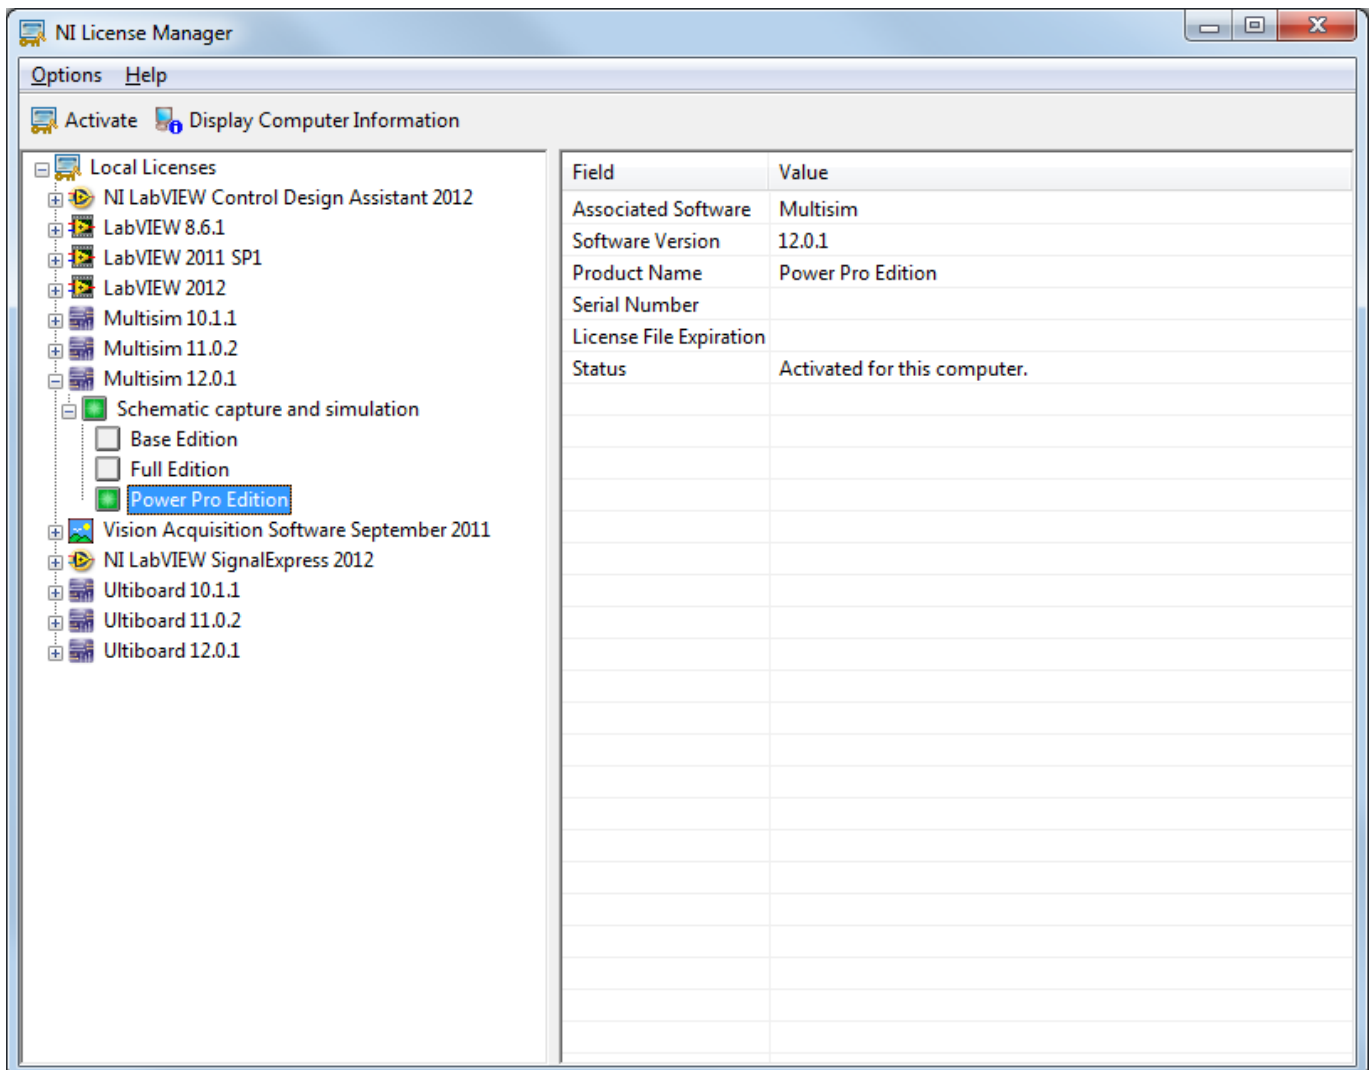 NI License Manager
Options Help
Activate Display Computer Information
Local Licenses
NI LabVIEW Control Design Assistant 2012
LabVIEW 8.6.1
LabVIEW 2011 SP1
LabVIEW 2012
Multisim 10.1.1
Multisim 11.0.2
Multisim 12.0.1
Schematic capture and simulation
Base Edition
Full Edition
Power Pro Edition
Vision Acquisition Software September 2011
NI LabVIEW SignalExpress 2012
Ultiboard 10.1.1
Ultiboard 11.0.2
Ultiboard 12.0.1
Field Value
Associated Software Multisim
Software Version 12.0.1
Product Name Power Pro Edition
Serial Number
License File Expiration
Status Activated for this computer.